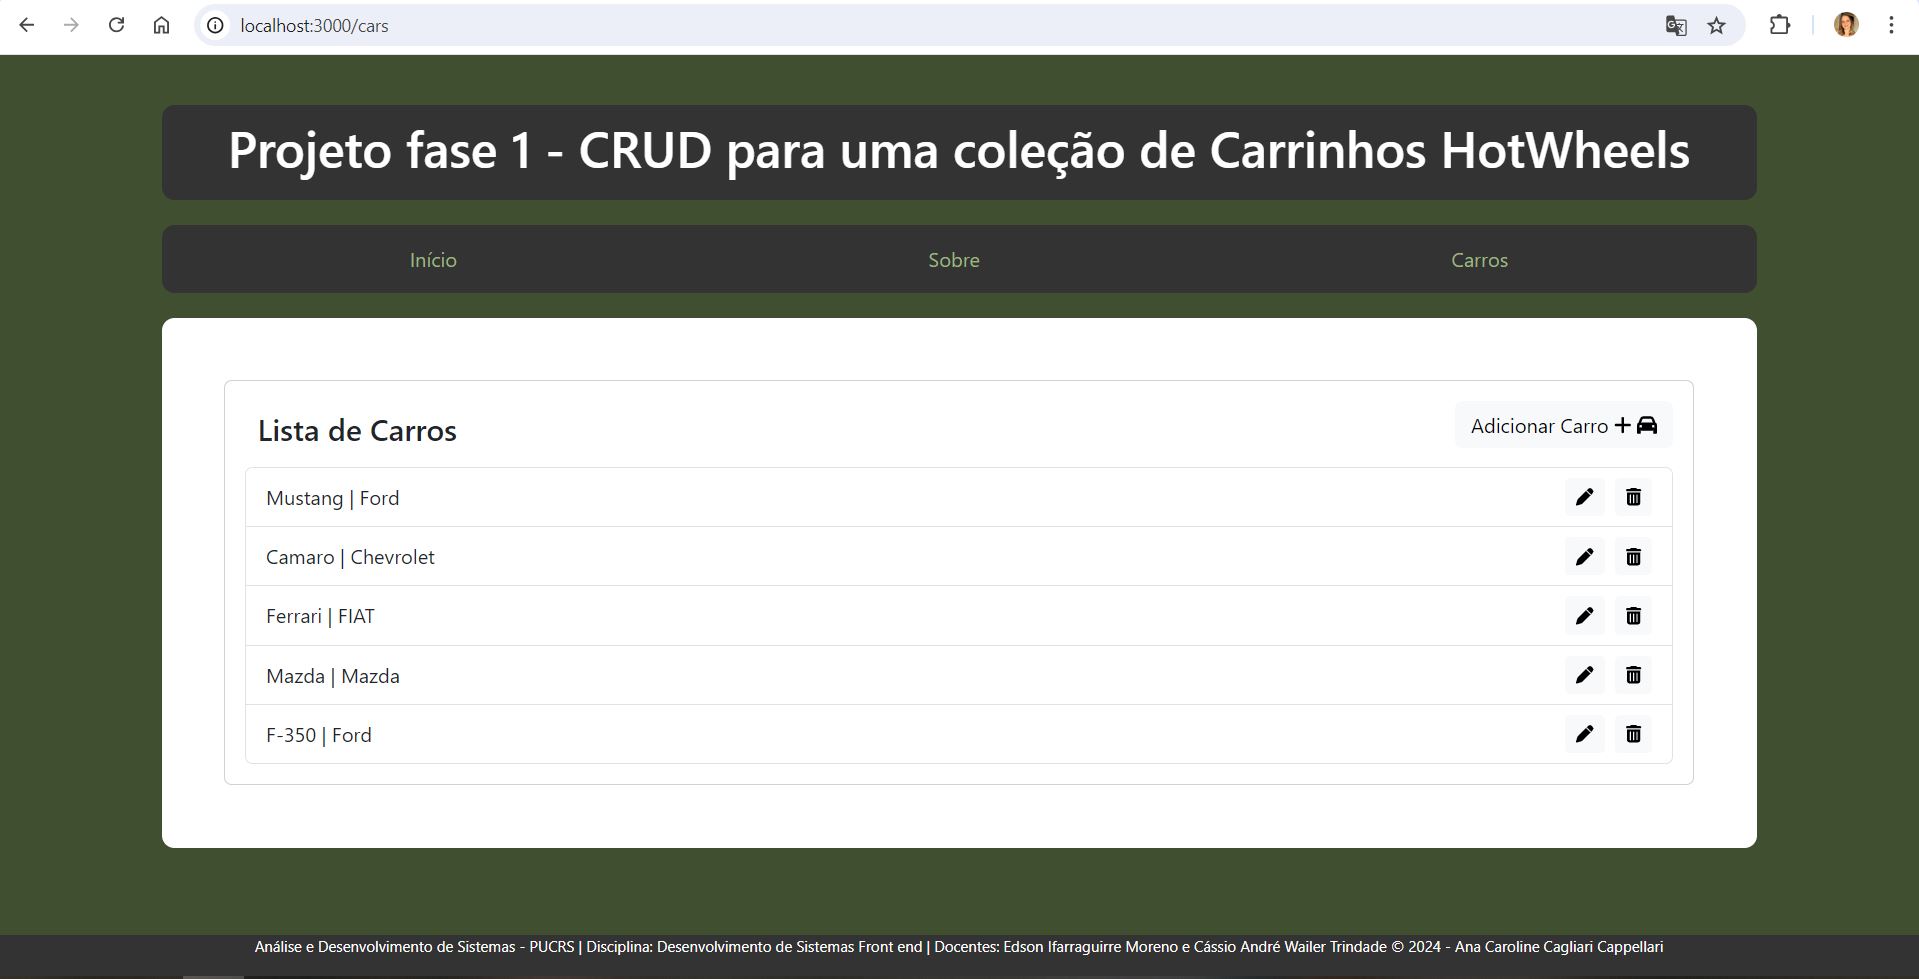 localhost:3000/cars
Projeto fase 1 - CRUD para uma coleção de Carrinhos HotWheels
Início Sobre Carros
Lista de Carros
Adicionar Carro
Mustang | Ford
Camaro | Chevrolet
Ferrari | FIAT
Mazda | Mazda
F-350 | Ford
Análise e Desenvolvimento de Sistemas - PUCRS | Disciplina: Desenvolvimento de Sistemas Front end | Docentes: Edson Ifarraguirre Moreno e Cássio André Wailer Trindade © 2024 - Ana Caroline Cagliari Cappellari